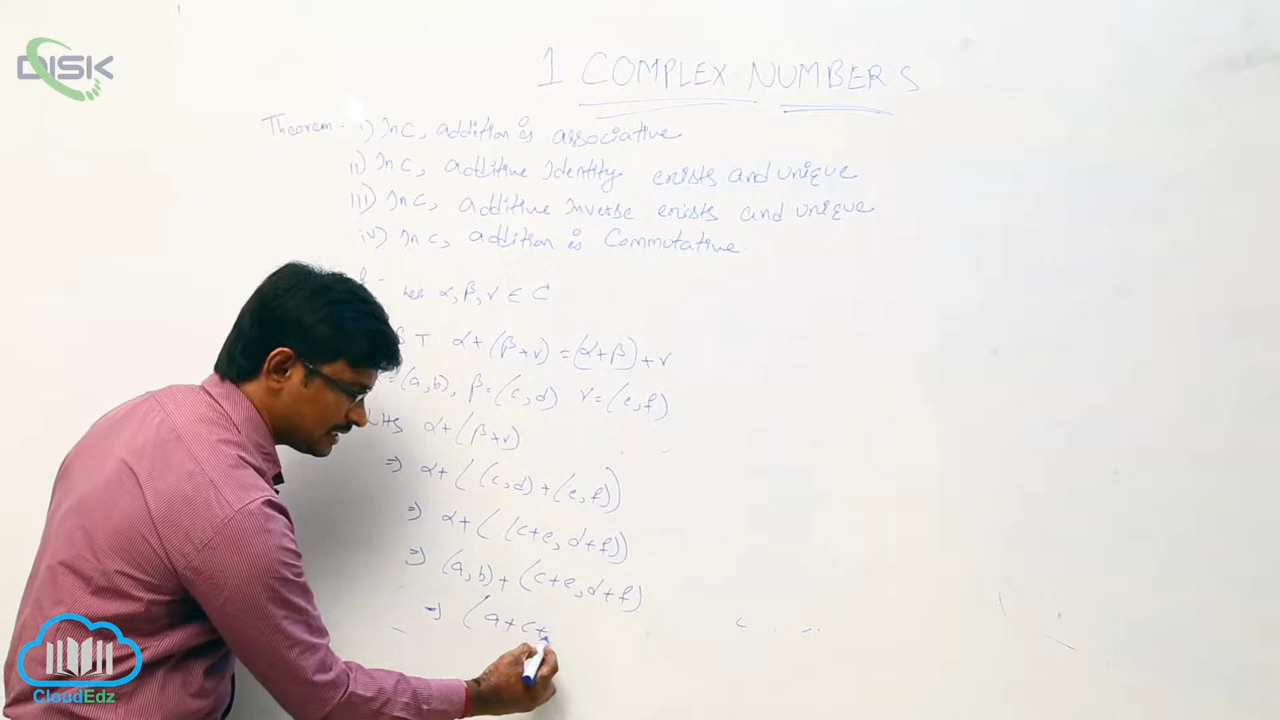 DISK
1 COMPLEX NUMBERS
Theorem- i) In C, addition is associative
ii) In C, additive Identity exists and unique
iii) In C, additive Inverse exists and unique
iv) In C, addition is Commutative.
Let α, β, γ ∈ C
T α+(β+γ)=(α+β)+γ
=(a,b), β=(c,d) γ=(e,f)
LHS α+(β+γ)
⇒ α+((c,d)+(e,f))
⇒ α+((c+e,d+f))
⇒ (a,b)+(c+e,d+f)
⇒ (a+c+
CloudEdz